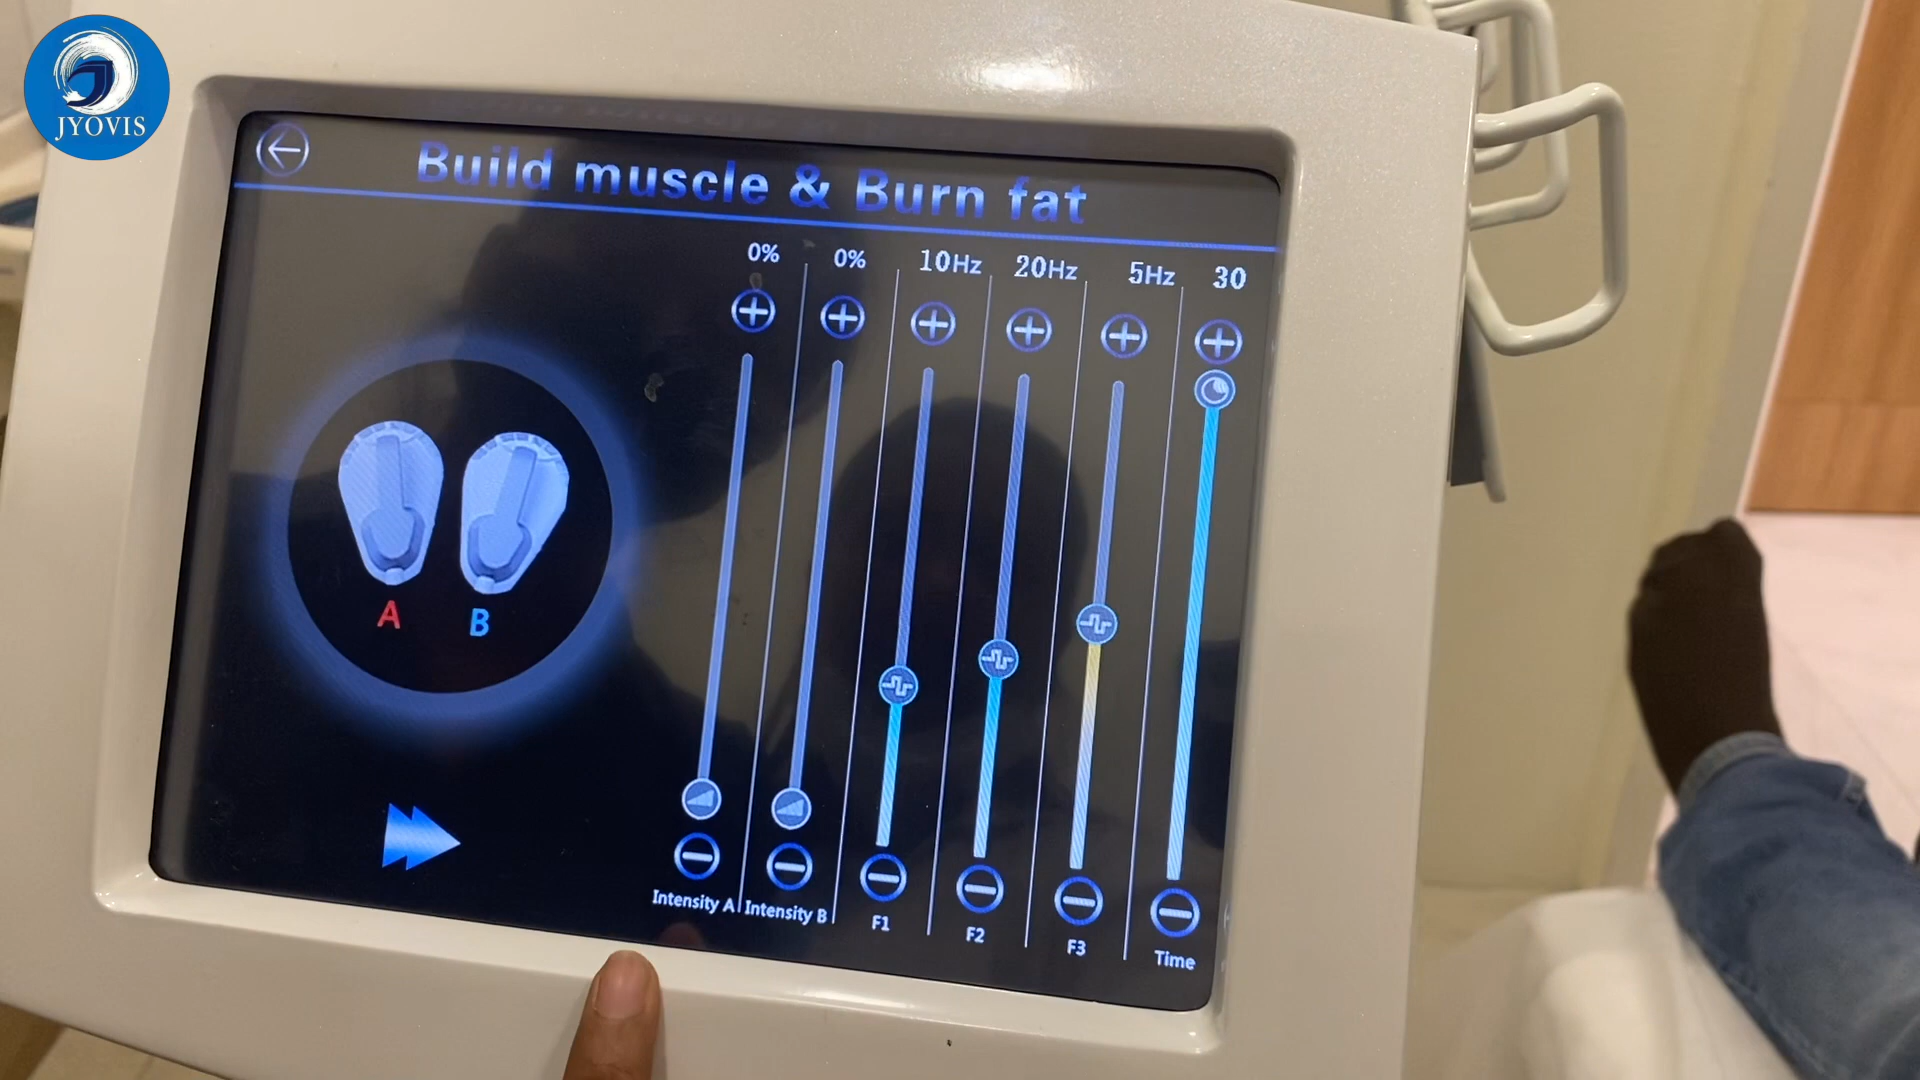 JYOVIS
Build muscle & Burn fat
0% 0% 10Hz 20Hz 5Hz 30
A B
Intensity A Intensity B F1 F2 F3 Time